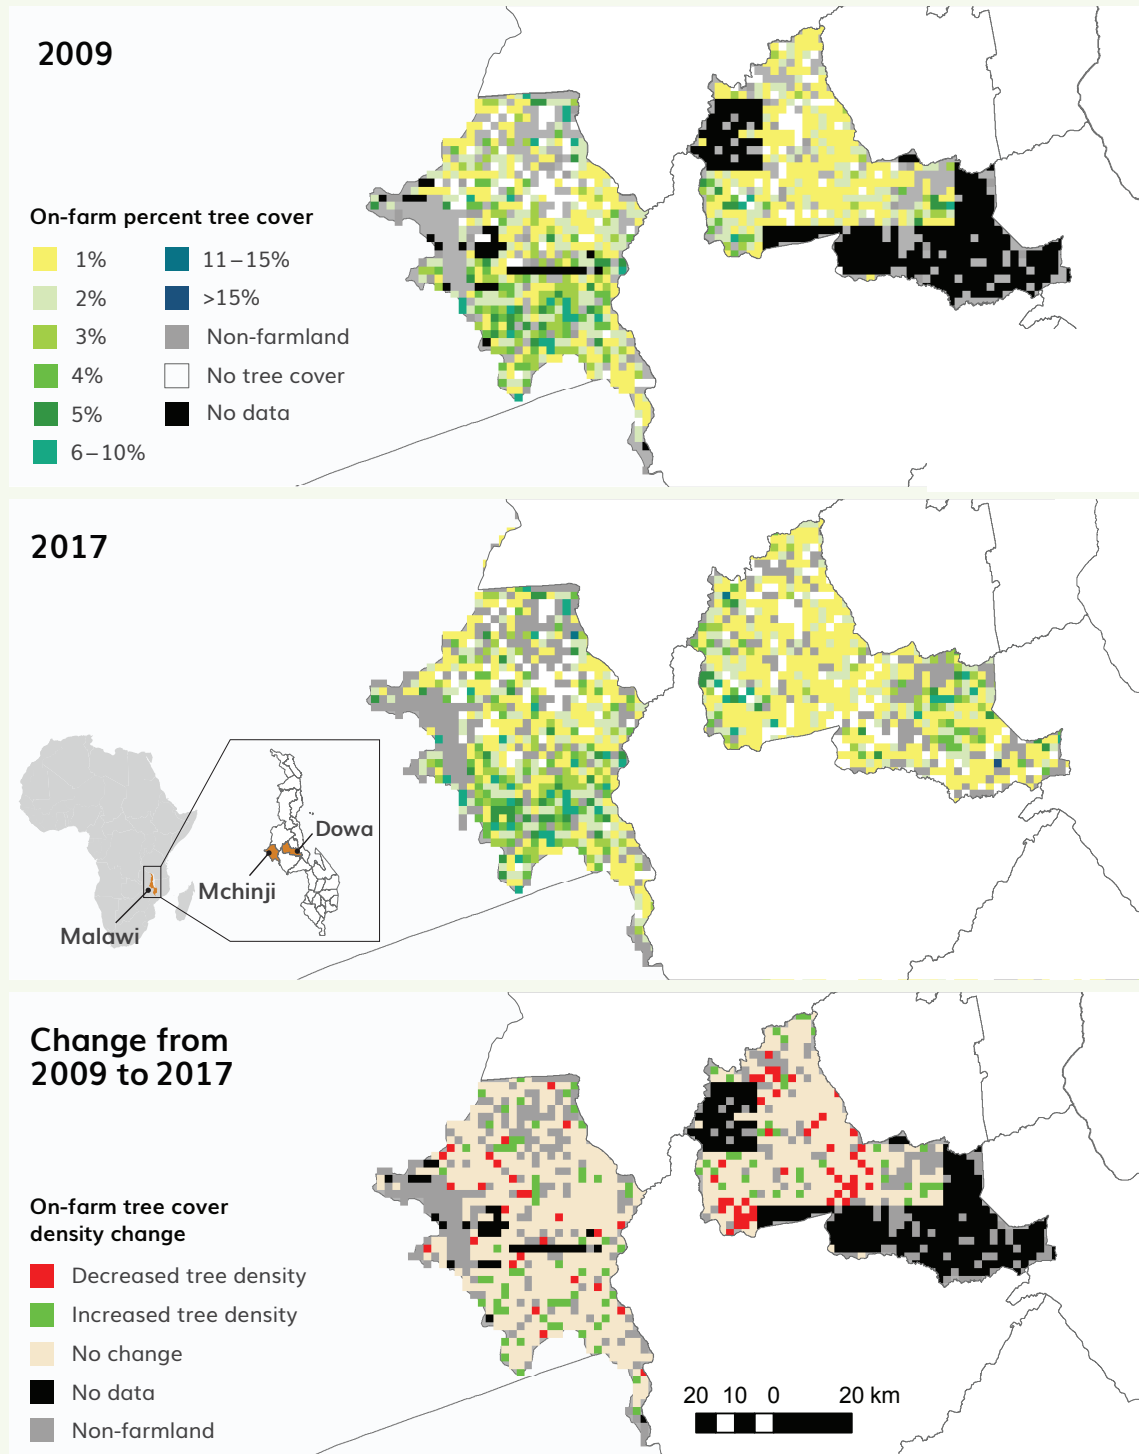 2009
On-farm percent tree cover
1%
2%
3%
4%
5%
6–10%
11–15%
>15%
Non-farmland
No tree cover
No data
2017
Dowa
Mchinji
Malawi
Change from
2009 to 2017
On-farm tree cover
density change
Decreased tree density
Increased tree density
No change
No data
Non-farmland
20 10 0 20 km